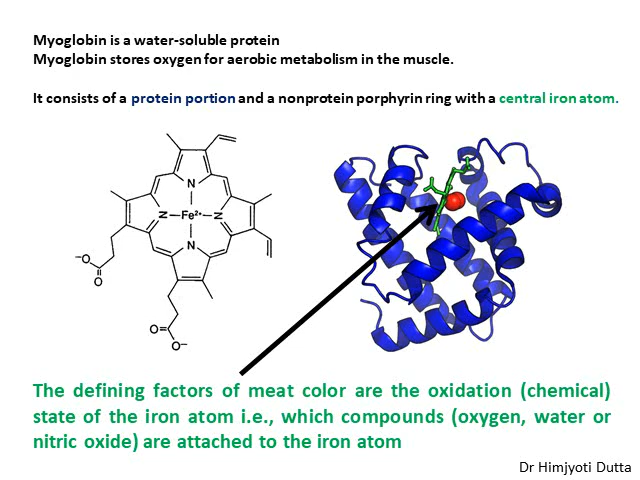 Myoglobin is a water-soluble protein
Myoglobin stores oxygen for aerobic metabolism in the muscle.
It consists of a protein portion and a nonprotein porphyrin ring with a central iron atom.
N
N
Fe²⁺
N
N
⁻O
O
O
O⁻
The defining factors of meat color are the oxidation (chemical)
state of the iron atom i.e., which compounds (oxygen, water or
nitric oxide) are attached to the iron atom
Dr Himjyoti Dutta